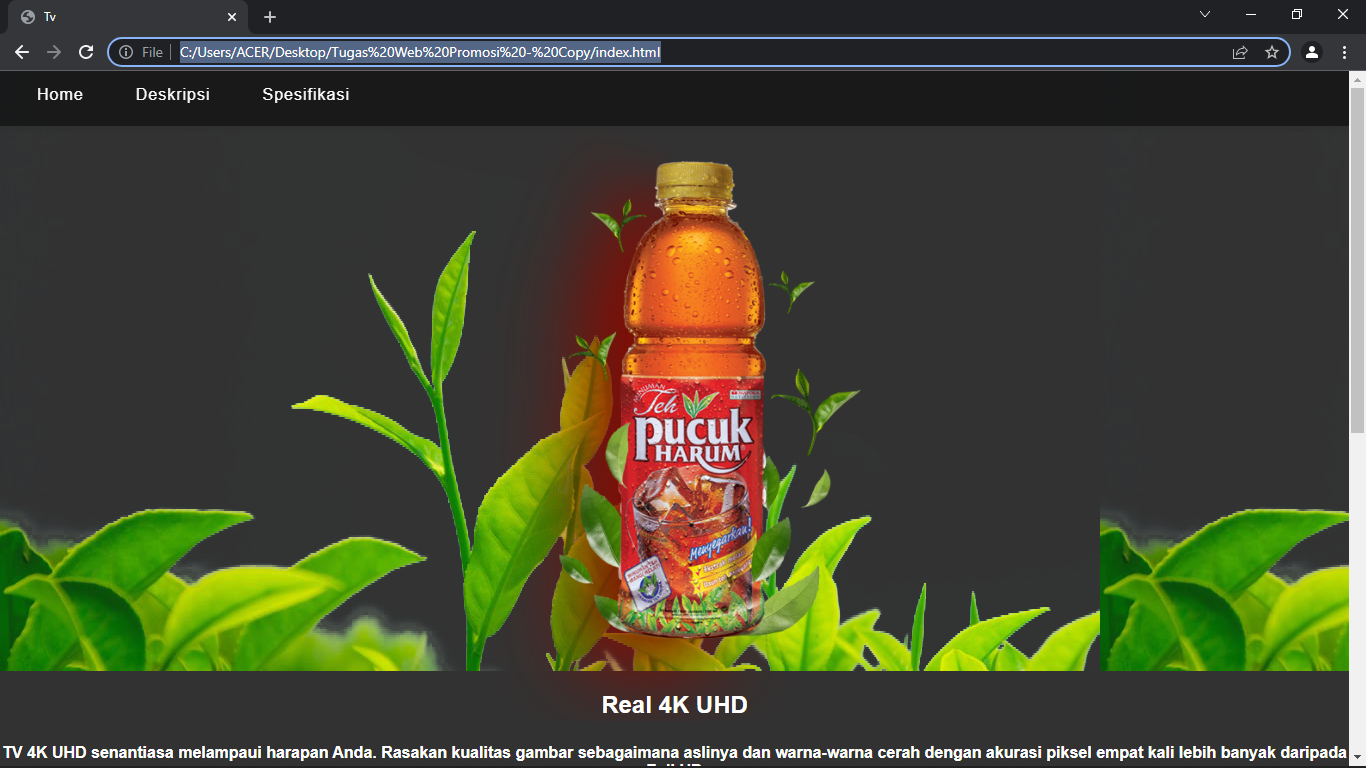 Tv
File
C:/Users/ACER/Desktop/Tugas%20Web%20Promosi%20-%20Copy/index.html
Home
Deskripsi
Spesifikasi
MINUMAN
Teh
pucuk
HARUM
Menyegarkan!
Real 4K UHD
TV 4K UHD senantiasa melampaui harapan Anda. Rasakan kualitas gambar sebagaimana aslinya dan warna-warna cerah dengan akurasi piksel empat kali lebih banyak daripada